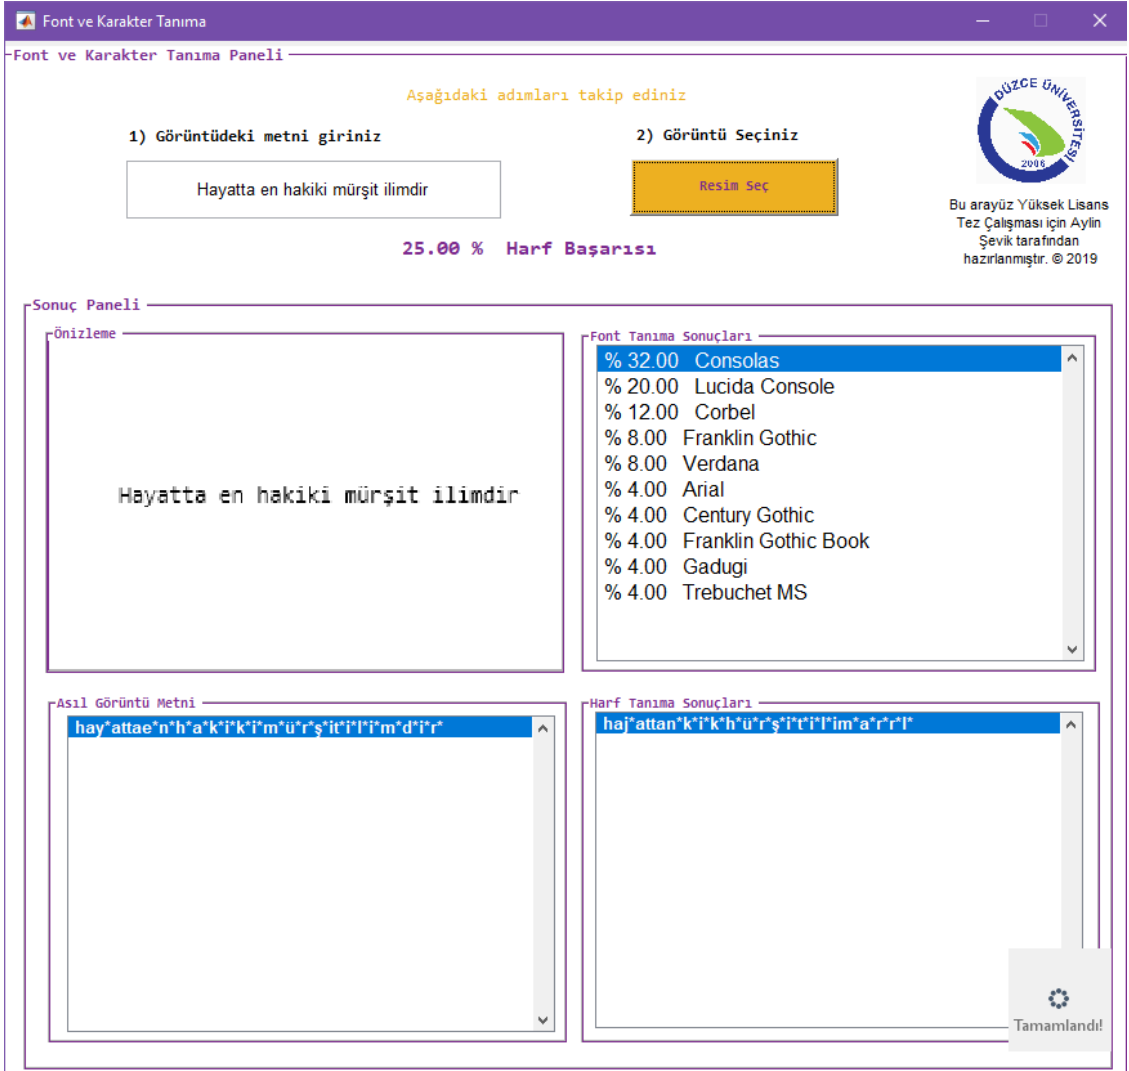 Font ve Karakter Tanıma
Font ve Karakter Tanıma Paneli
Aşağıdaki adımları takip ediniz
1) Görüntüdeki metni giriniz
2) Görüntü Seçiniz
Hayatta en hakiki mürşit ilimdir
Resim Seç
DÜZCE ÜNİVERSİTESİ
2006
Bu arayüz Yüksek Lisans
Tez Çalışması için Aylin
Şevik tarafından
hazırlanmıştır. © 2019
25.00 % Harf Başarısı
Sonuç Paneli
Önizleme
Hayatta en hakiki mürşit ilimdir
Font Tanıma Sonuçları
% 32.00 Consolas
% 20.00 Lucida Console
% 12.00 Corbel
% 8.00 Franklin Gothic
% 8.00 Verdana
% 4.00 Arial
% 4.00 Century Gothic
% 4.00 Franklin Gothic Book
% 4.00 Gadugi
% 4.00 Trebuchet MS
Asıl Görüntü Metni
hay*attae*n*h*a*k*i*k*i*m*ü*r*ş*it*i*l*i*m*d*i*r*
Harf Tanıma Sonuçları
haj*attan*k*i*k*h*ü*r*ş*i*t*i*l*im*a*r*r*l*
Tamamlandı!